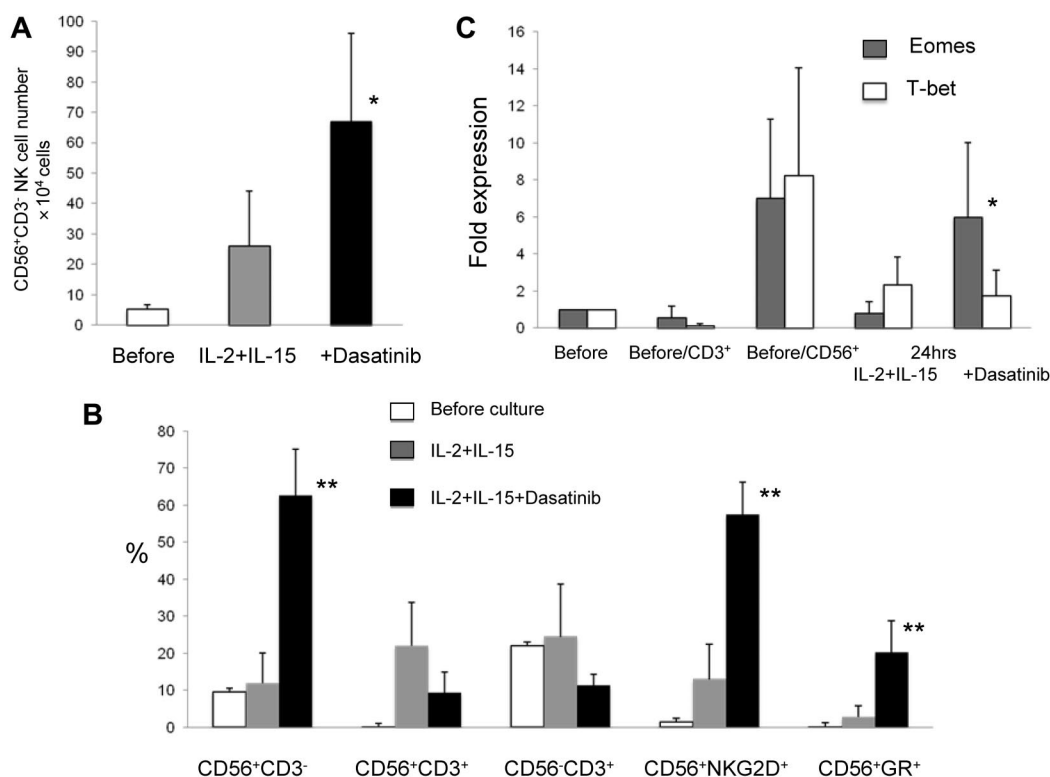 A
CD56⁺CD3⁻ NK cell number
× 10⁴ cells
100
90
80
70
60
50
40
30
20
10
0
*
Before
IL-2+IL-15
+Dasatinib
C
Fold expression
16
14
12
10
8
6
4
2
0
Eomes
T-bet
*
Before
Before/CD3⁺
Before/CD56⁺
24hrs
IL-2+IL-15
+Dasatinib
B
Before culture
IL-2+IL-15
IL-2+IL-15+Dasatinib
%
80
70
60
50
40
30
20
10
0
**
**
**
CD56⁺CD3⁻
CD56⁺CD3⁺
CD56⁻CD3⁺
CD56⁺NKG2D⁺
CD56⁺GR⁺